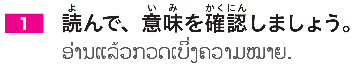 1 読んで、意味を確認しましょう。
ອ່ານແລ້ວກວດເບິ່ງຄວາມໝາຍ.